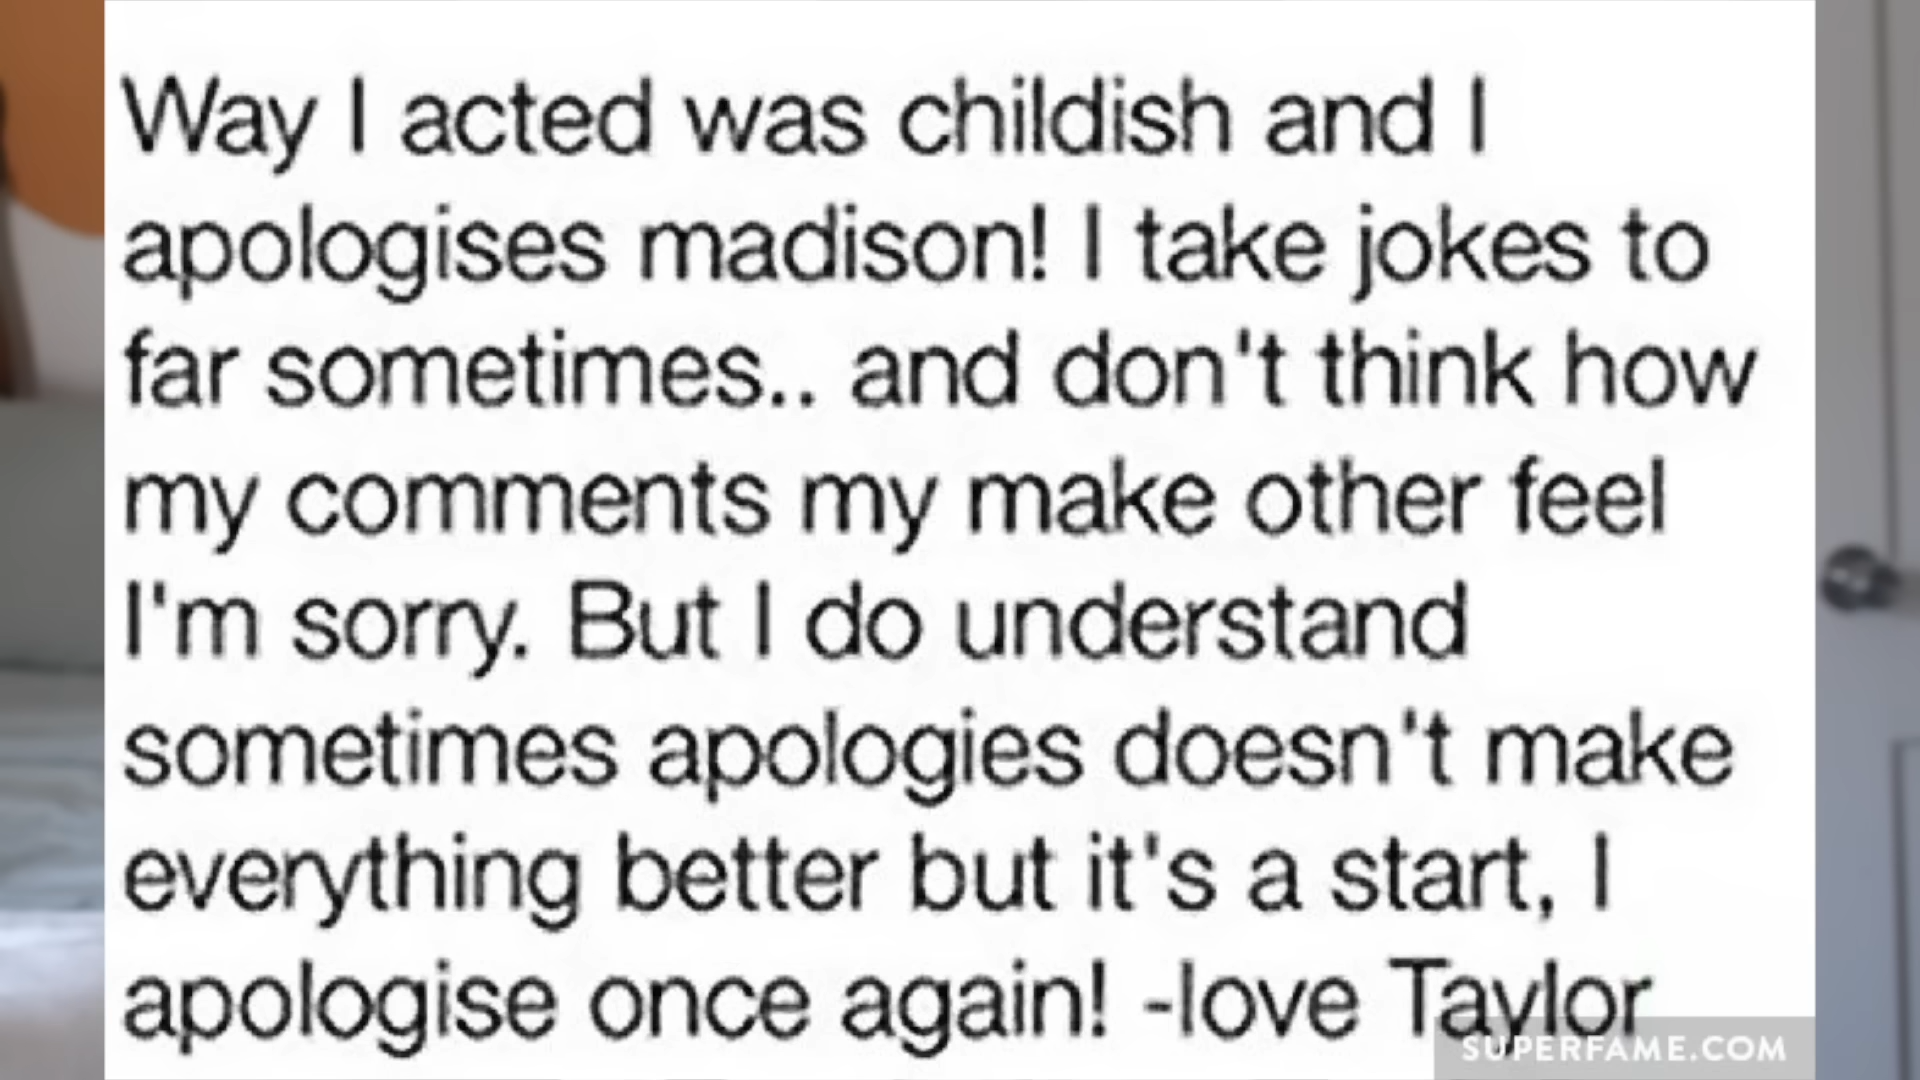 Way I acted was childish and I
apologises madison! I take jokes to
far sometimes.. and don't think how
my comments my make other feel
I'm sorry. But I do understand
sometimes apologies doesn't make
everything better but it's a start, I
apologise once again! -love Taylor
SUPERFAME.COM